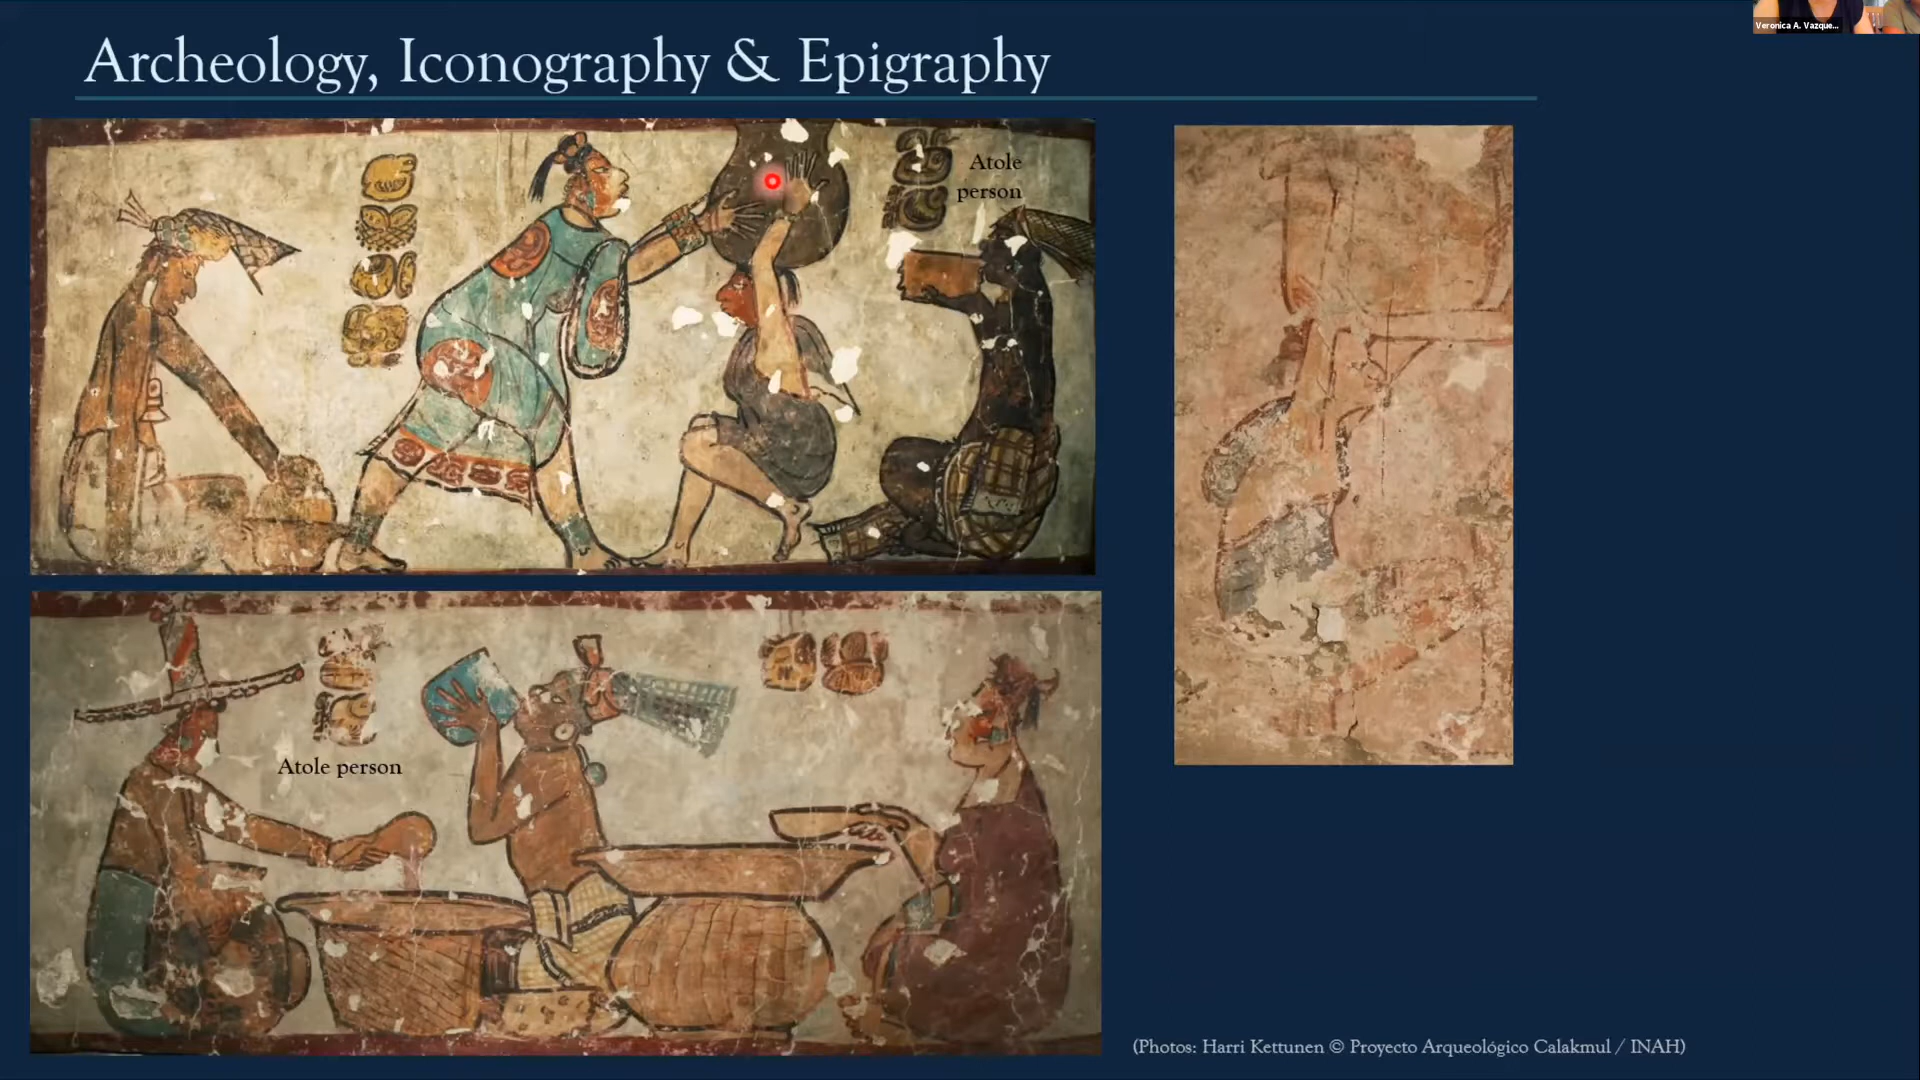 Veronica A. Vazque...
Archeology, Iconography & Epigraphy
Atole
person
Atole person
(Photos: Harri Kettunen © Proyecto Arqueológico Calakmul / INAH)